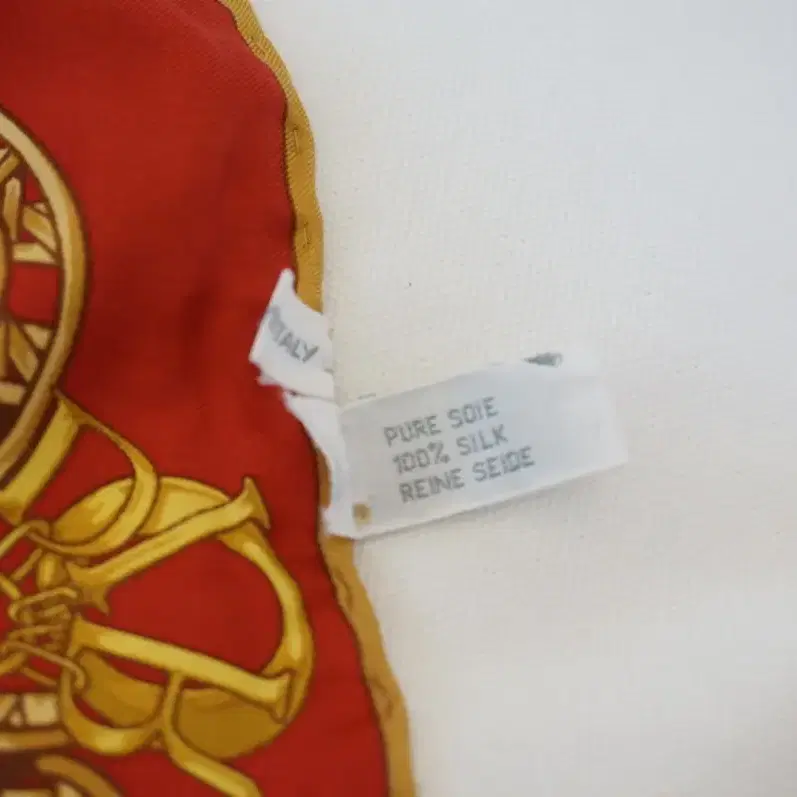 ITALY
PURE SOIE
100% SILK
REINE SEIDE